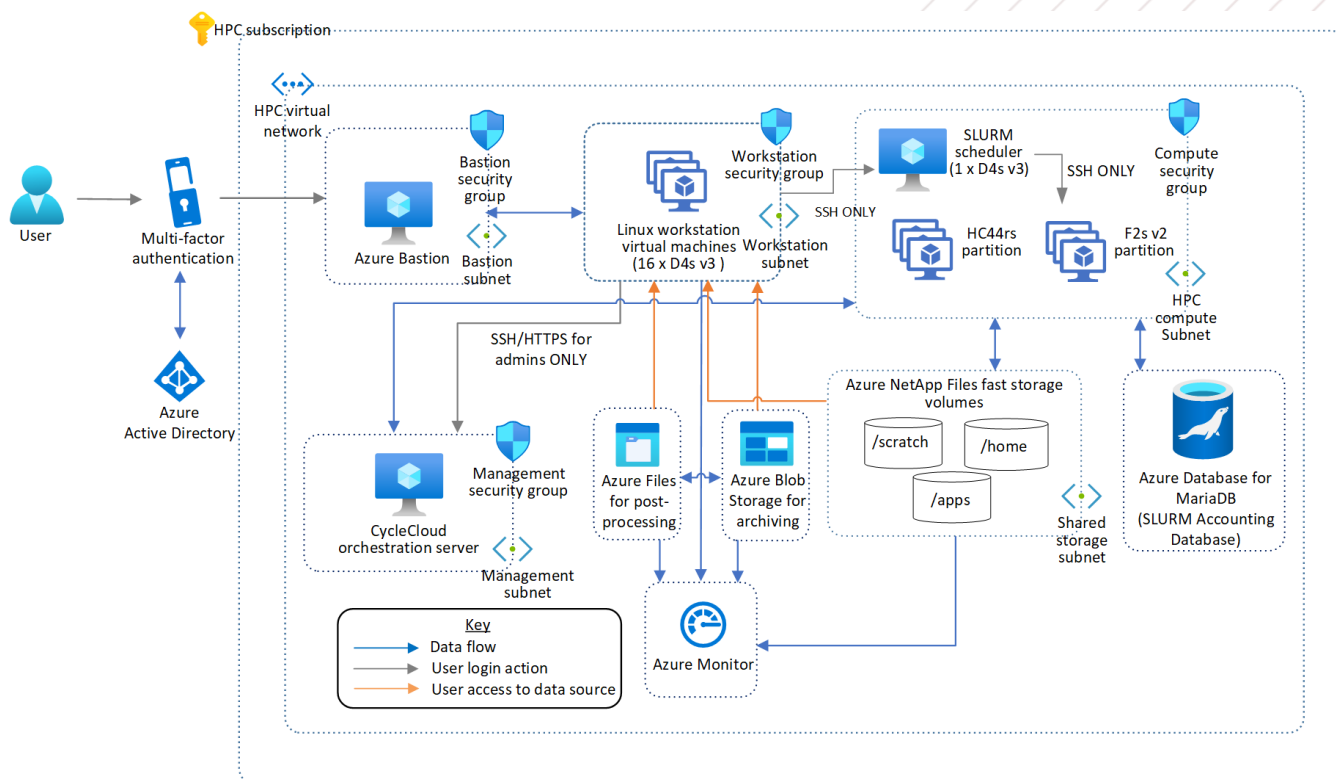 HPC subscription
HPC virtual
network
User
Multi-factor
authentication
Azure
Active Directory
Azure Bastion
Bastion
security
group
Bastion
subnet
Linux workstation
virtual machines
(16 x D4s v3 )
Workstation
security group
Workstation
subnet
SSH ONLY
SLURM
scheduler
(1 x D4s v3)
SSH ONLY
Compute
security
group
HC44rs
partition
F2s v2
partition
HPC
compute
Subnet
SSH/HTTPS for
admins ONLY
Management
security group
CycleCloud
orchestration server
Management
subnet
Azure Files
for post-
processing
Azure Blob
Storage for
archiving
Azure NetApp Files fast storage
volumes
/scratch
/home
/apps
Shared
storage
subnet
Azure Database for
MariaDB
(SLURM Accounting
Database)
Azure Monitor
Key
Data flow
User login action
User access to data source